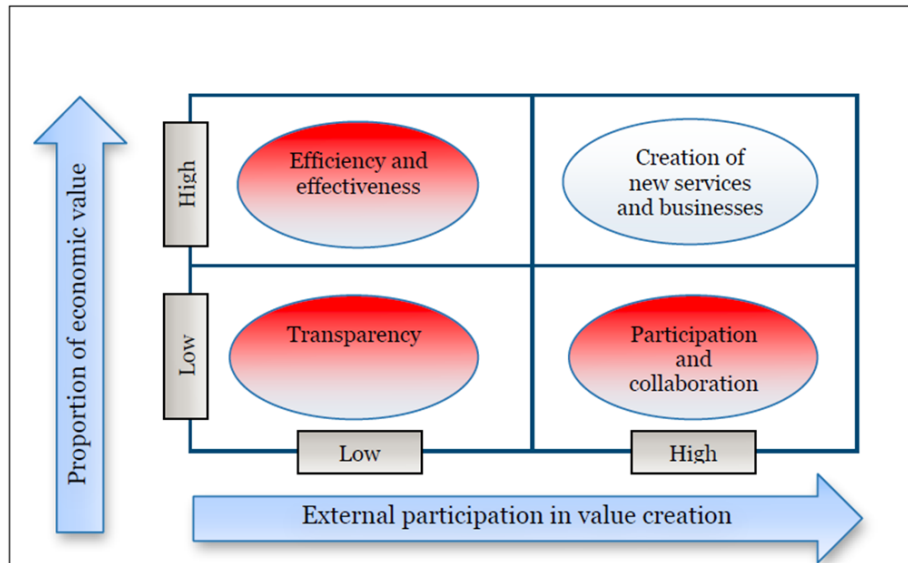 Proportion of economic value
High
Efficiency and
effectiveness
Creation of
new services
and businesses
Low
Transparency
Participation
and
collaboration
Low
High
External participation in value creation